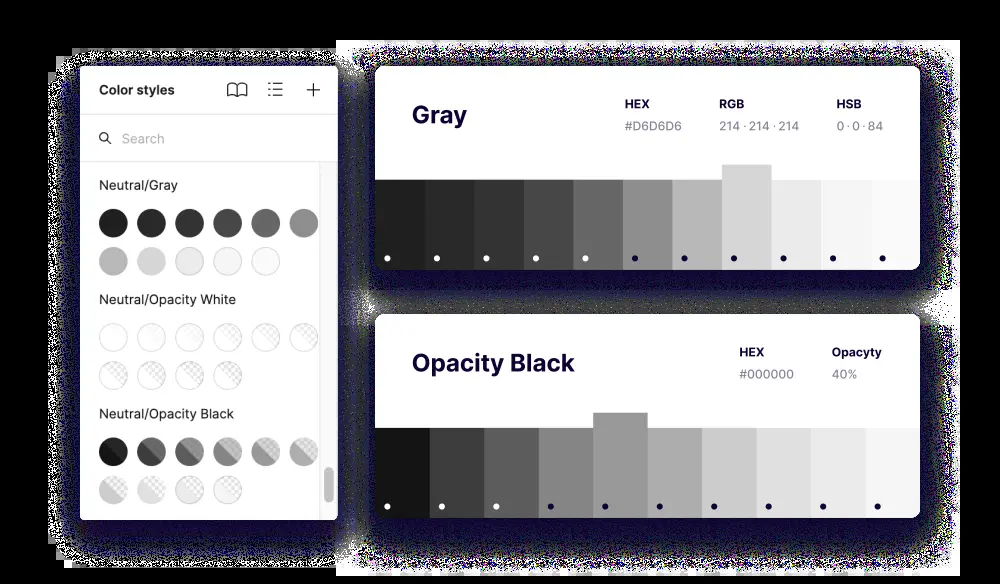 Color styles
Search
Neutral/Gray
Neutral/Opacity White
Neutral/Opacity Black
Gray
HEX RGB HSB
#D6D6D6 214 · 214 · 214 0 · 0 · 84
Opacity Black
HEX Opacyty
#000000 40%